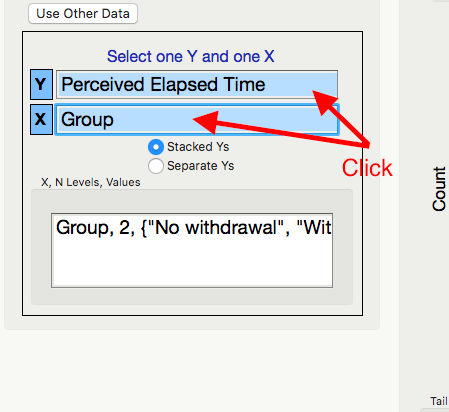 Use Other Data
Select one Y and one X
Y Perceived Elapsed Time
X Group
Stacked Ys
Separate Ys
Click
X, N Levels, Values
Group, 2, {"No withdrawal", "Wit
Count
Tail